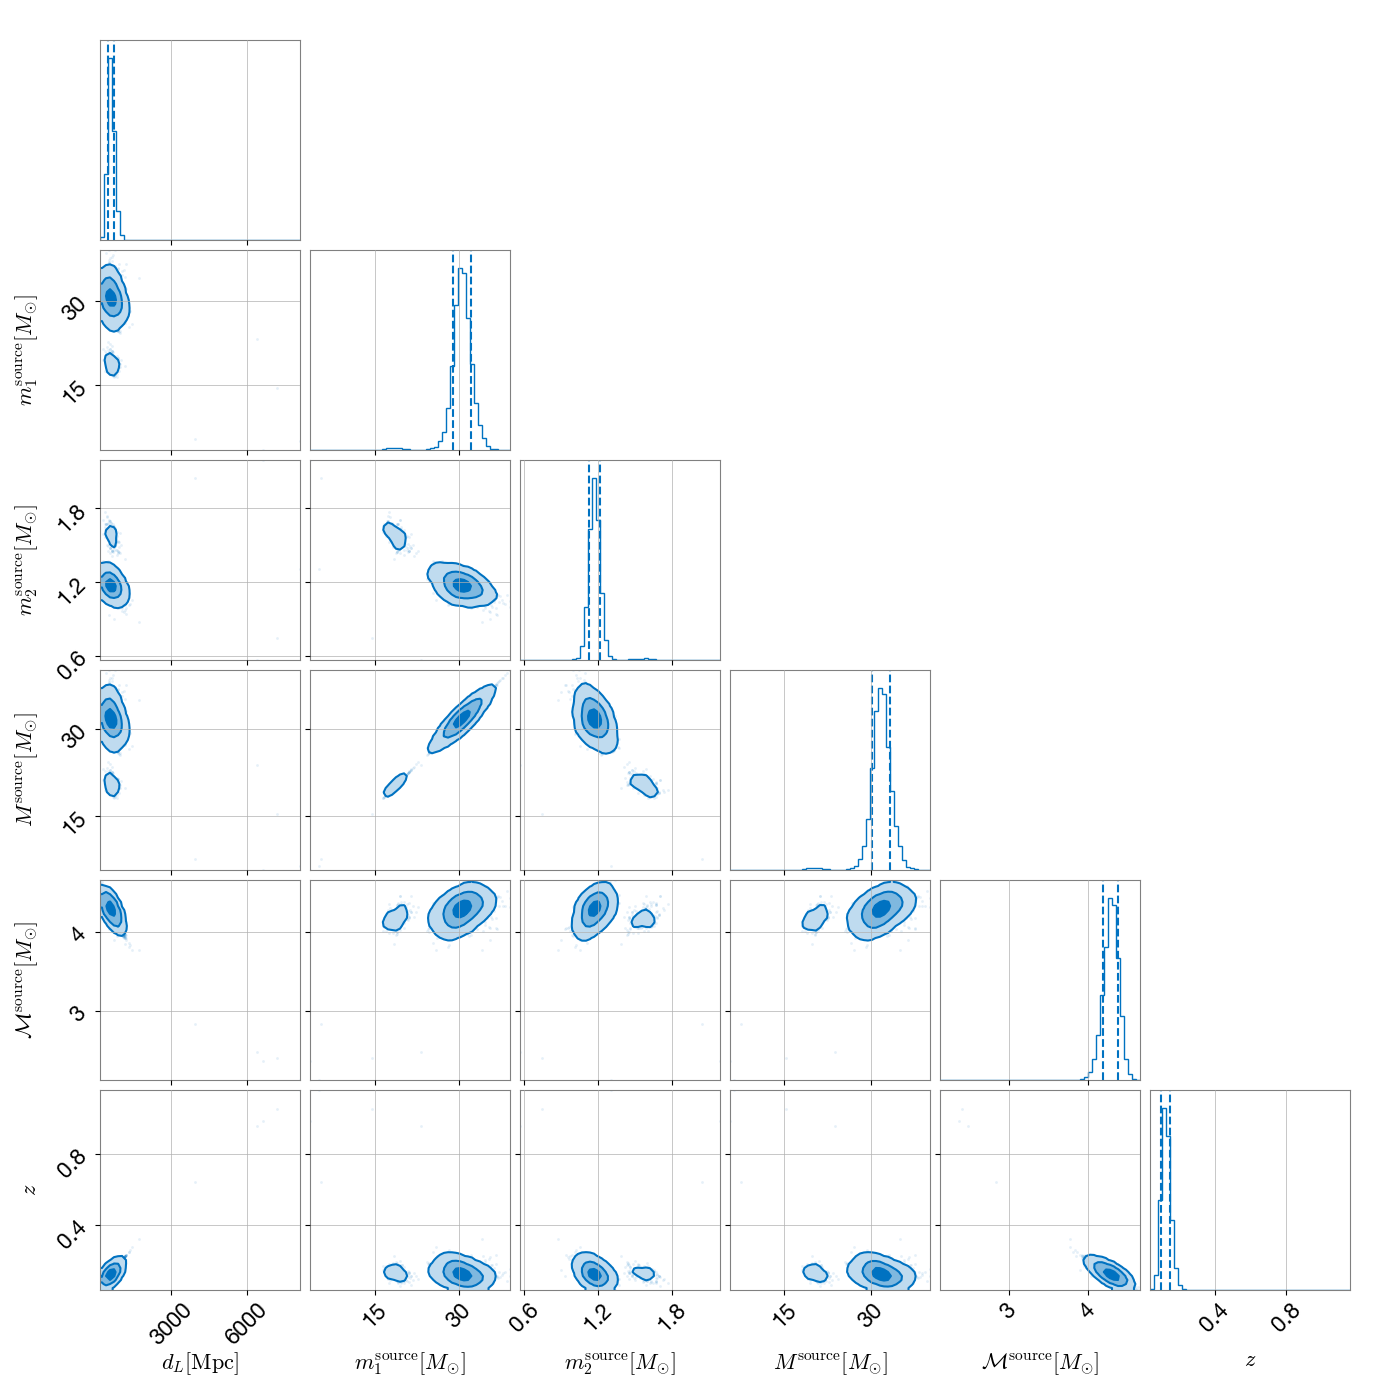 m₁^source [M⊙]
30
15
m₂^source [M⊙]
1.8
1.2
0.6
M^source [M⊙]
30
15
ℳ^source [M⊙]
4
3
z
0.8
0.4
3000 6000 15 30 0.6 1.2 1.8 15 30 3 4 0.4 0.8
d_L [Mpc] m₁^source [M⊙] m₂^source [M⊙] M^source [M⊙] ℳ^source [M⊙] z